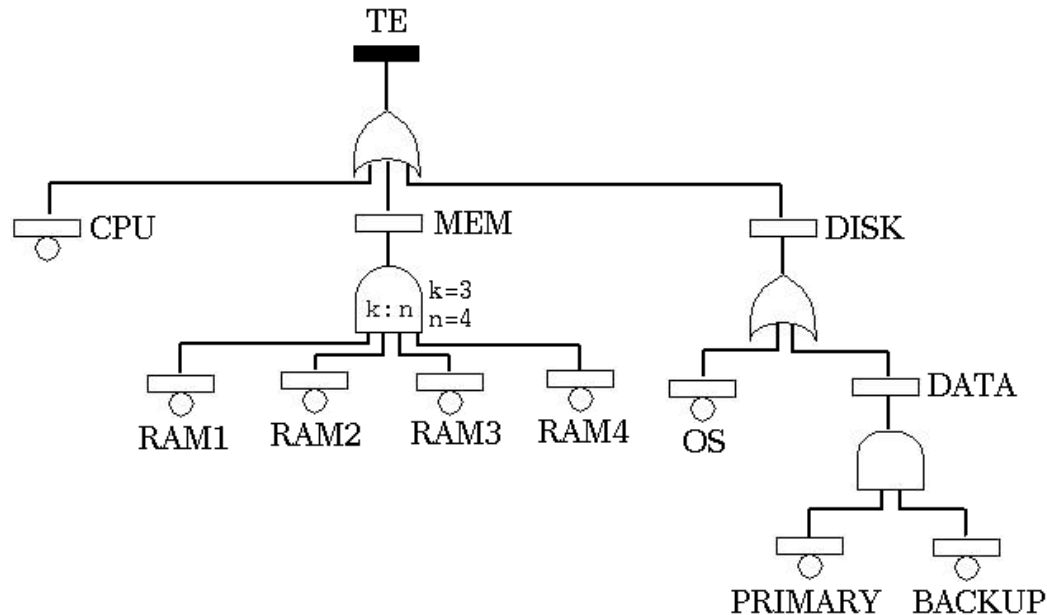 TE
CPU
MEM
DISK
k:n
k=3
n=4
RAM1
RAM2
RAM3
RAM4
OS
DATA
PRIMARY
BACKUP